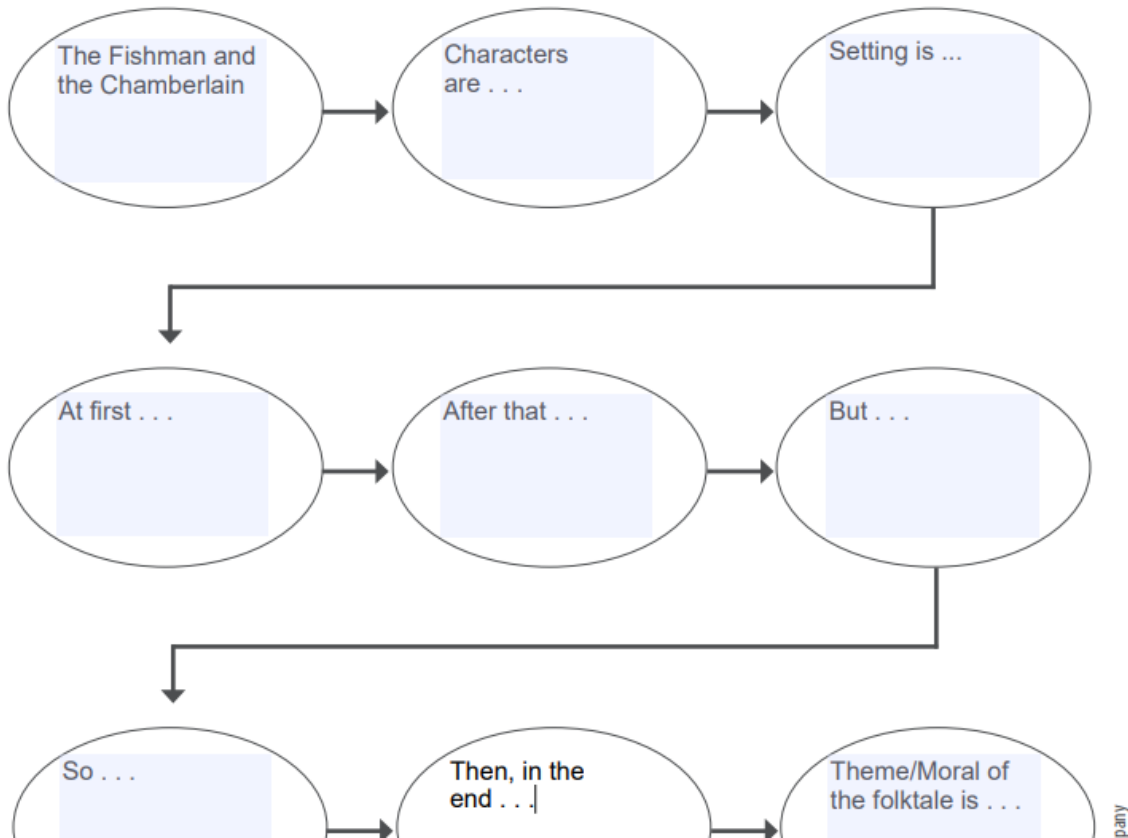 The Fishman and
the Chamberlain
Characters
are . . .
Setting is ...
At first . . .
After that . . .
But . . .
So . . .
Then, in the
end . . .
Theme/Moral of
the folktale is . . .
pany